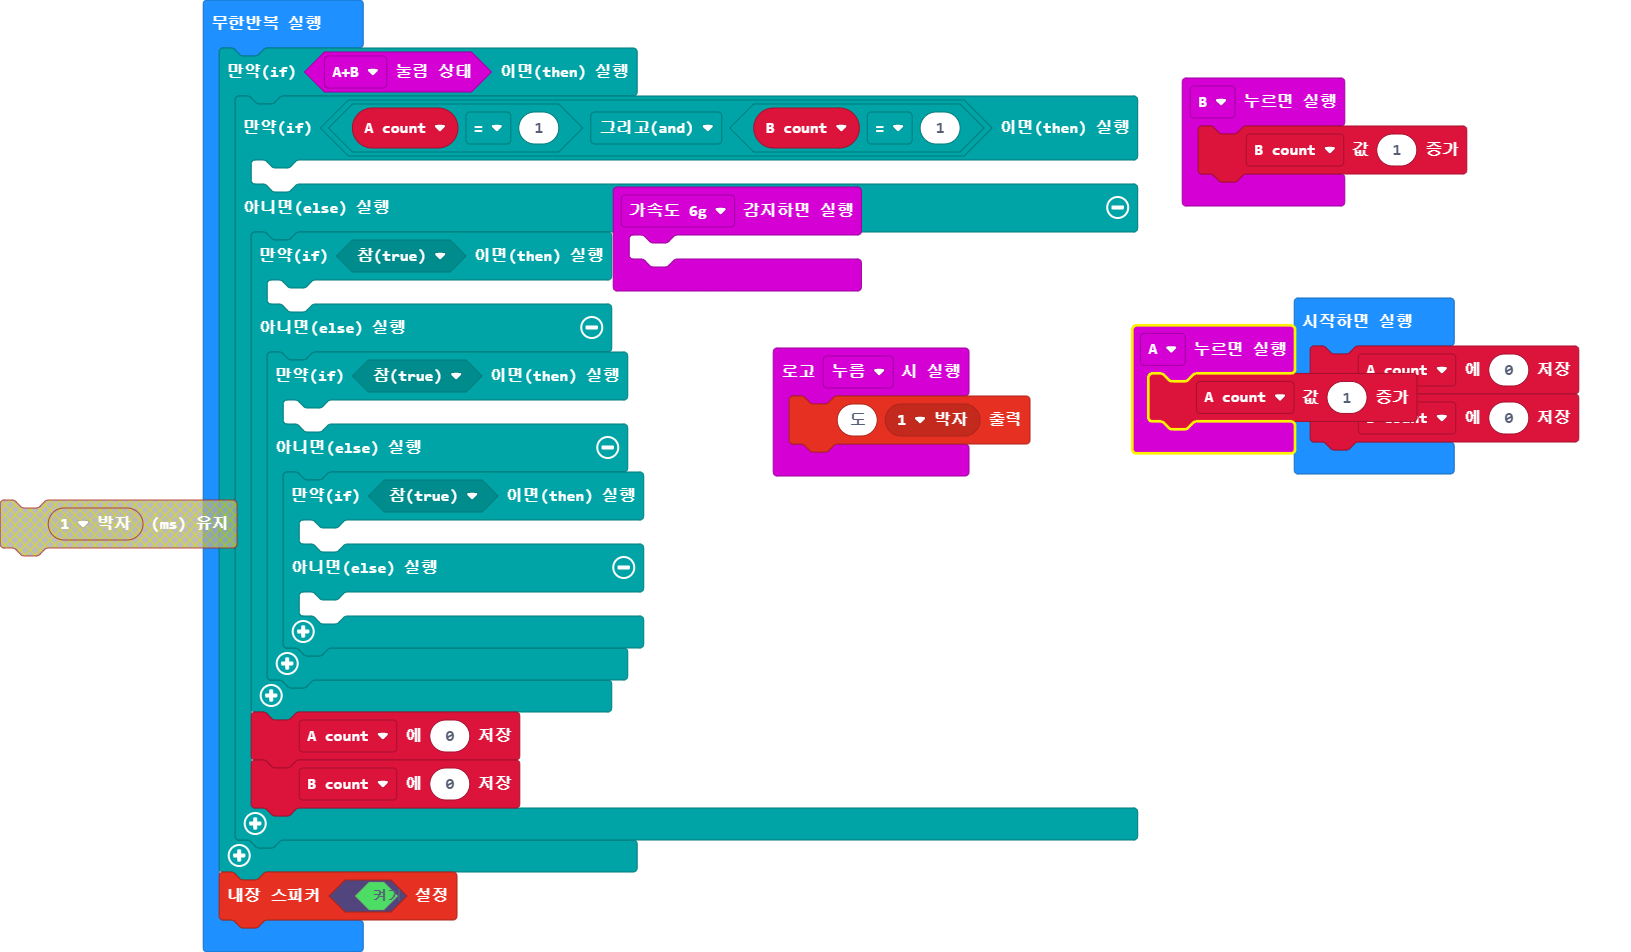 무한반복 실행
만약(if) A+B 눌림 상태 이면(then) 실행
만약(if) A count = 1 그리고(and) B count = 1 이면(then) 실행
아니면(else) 실행
만약(if) 참(true) 이면(then) 실행
아니면(else) 실행
만약(if) 참(true) 이면(then) 실행
아니면(else) 실행
만약(if) 참(true) 이면(then) 실행
아니면(else) 실행
A count 에 0 저장
B count 에 0 저장
내장 스피커 켜기 설정
1 박자 (ms) 유지
가속도 6g 감지하면 실행
로고 누름 시 실행
도 1 박자 출력
B 누르면 실행
B count 값 1 증가
A 누르면 실행
A count 값 1 증가
시작하면 실행
A count 에 0 저장
count 에 0 저장